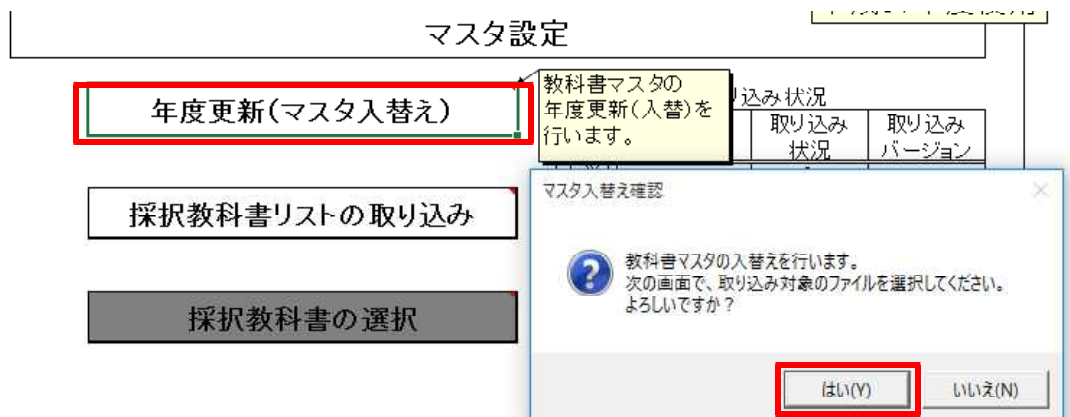 マスタ設定
年度更新(マスタ入替え)
教科書マスタの
年度更新(入替)を
行います。
り込み状況
取り込み
状況
取り込み
バージョン
採択教科書リストの取り込み
採択教科書の選択
マスタ入替え確認
教科書マスタの入替えを行います。
次の画面で、取り込み対象のファイルを選択してください。
よろしいですか？
はい(Y)
いいえ(N)